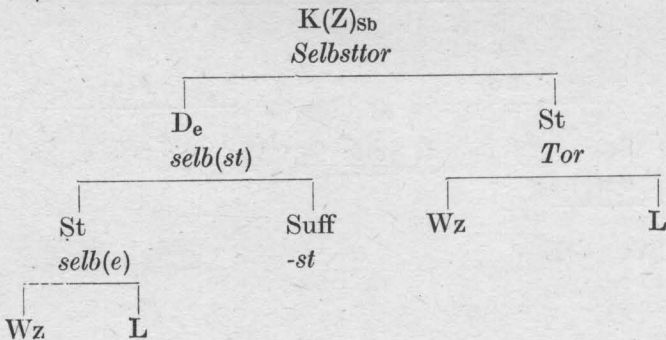 K(Z)Sb
Selbsttor
De St
selb(st) Tor
St Suff Wz L
selb(e) -st
Wz L